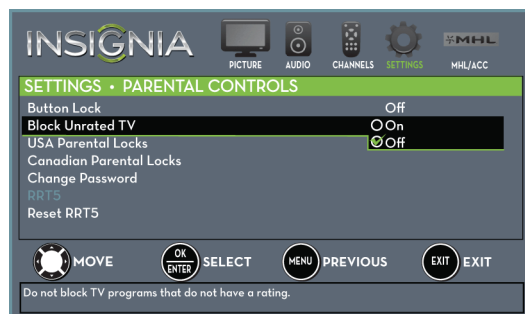 INSIGNIA
PICTURE AUDIO CHANNELS SETTINGS MHL MHL/ACC
SETTINGS • PARENTAL CONTROLS
Button Lock Off
Block Unrated TV On
USA Parental Locks Off
Canadian Parental Locks
Change Password
RRT5
Reset RRT5
MOVE OK ENTER SELECT MENU PREVIOUS EXIT EXIT
Do not block TV programs that do not have a rating.